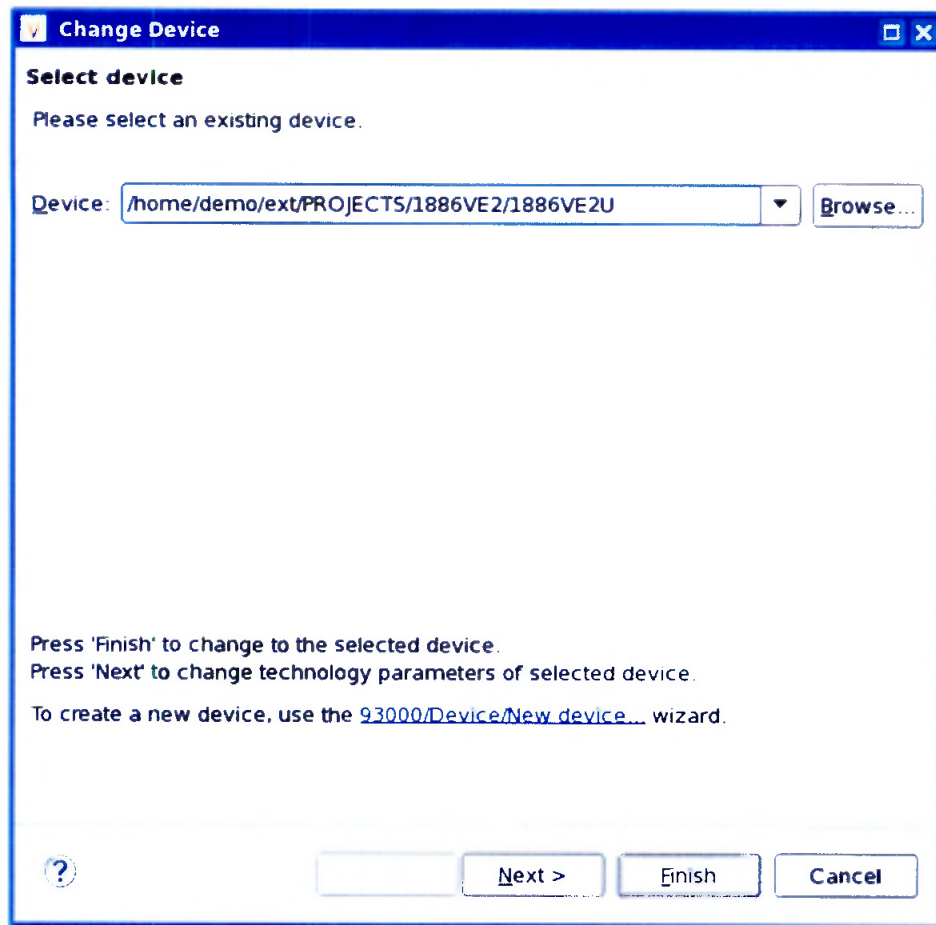 Change Device
Select device
Please select an existing device.
Device: /home/demo/ext/PROJECTS/1886VE2/1886VE2U Browse...
Press 'Finish' to change to the selected device.
Press 'Next' to change technology parameters of selected device.
To create a new device, use the 93000/Device/New device... wizard.
? Next > Finish Cancel